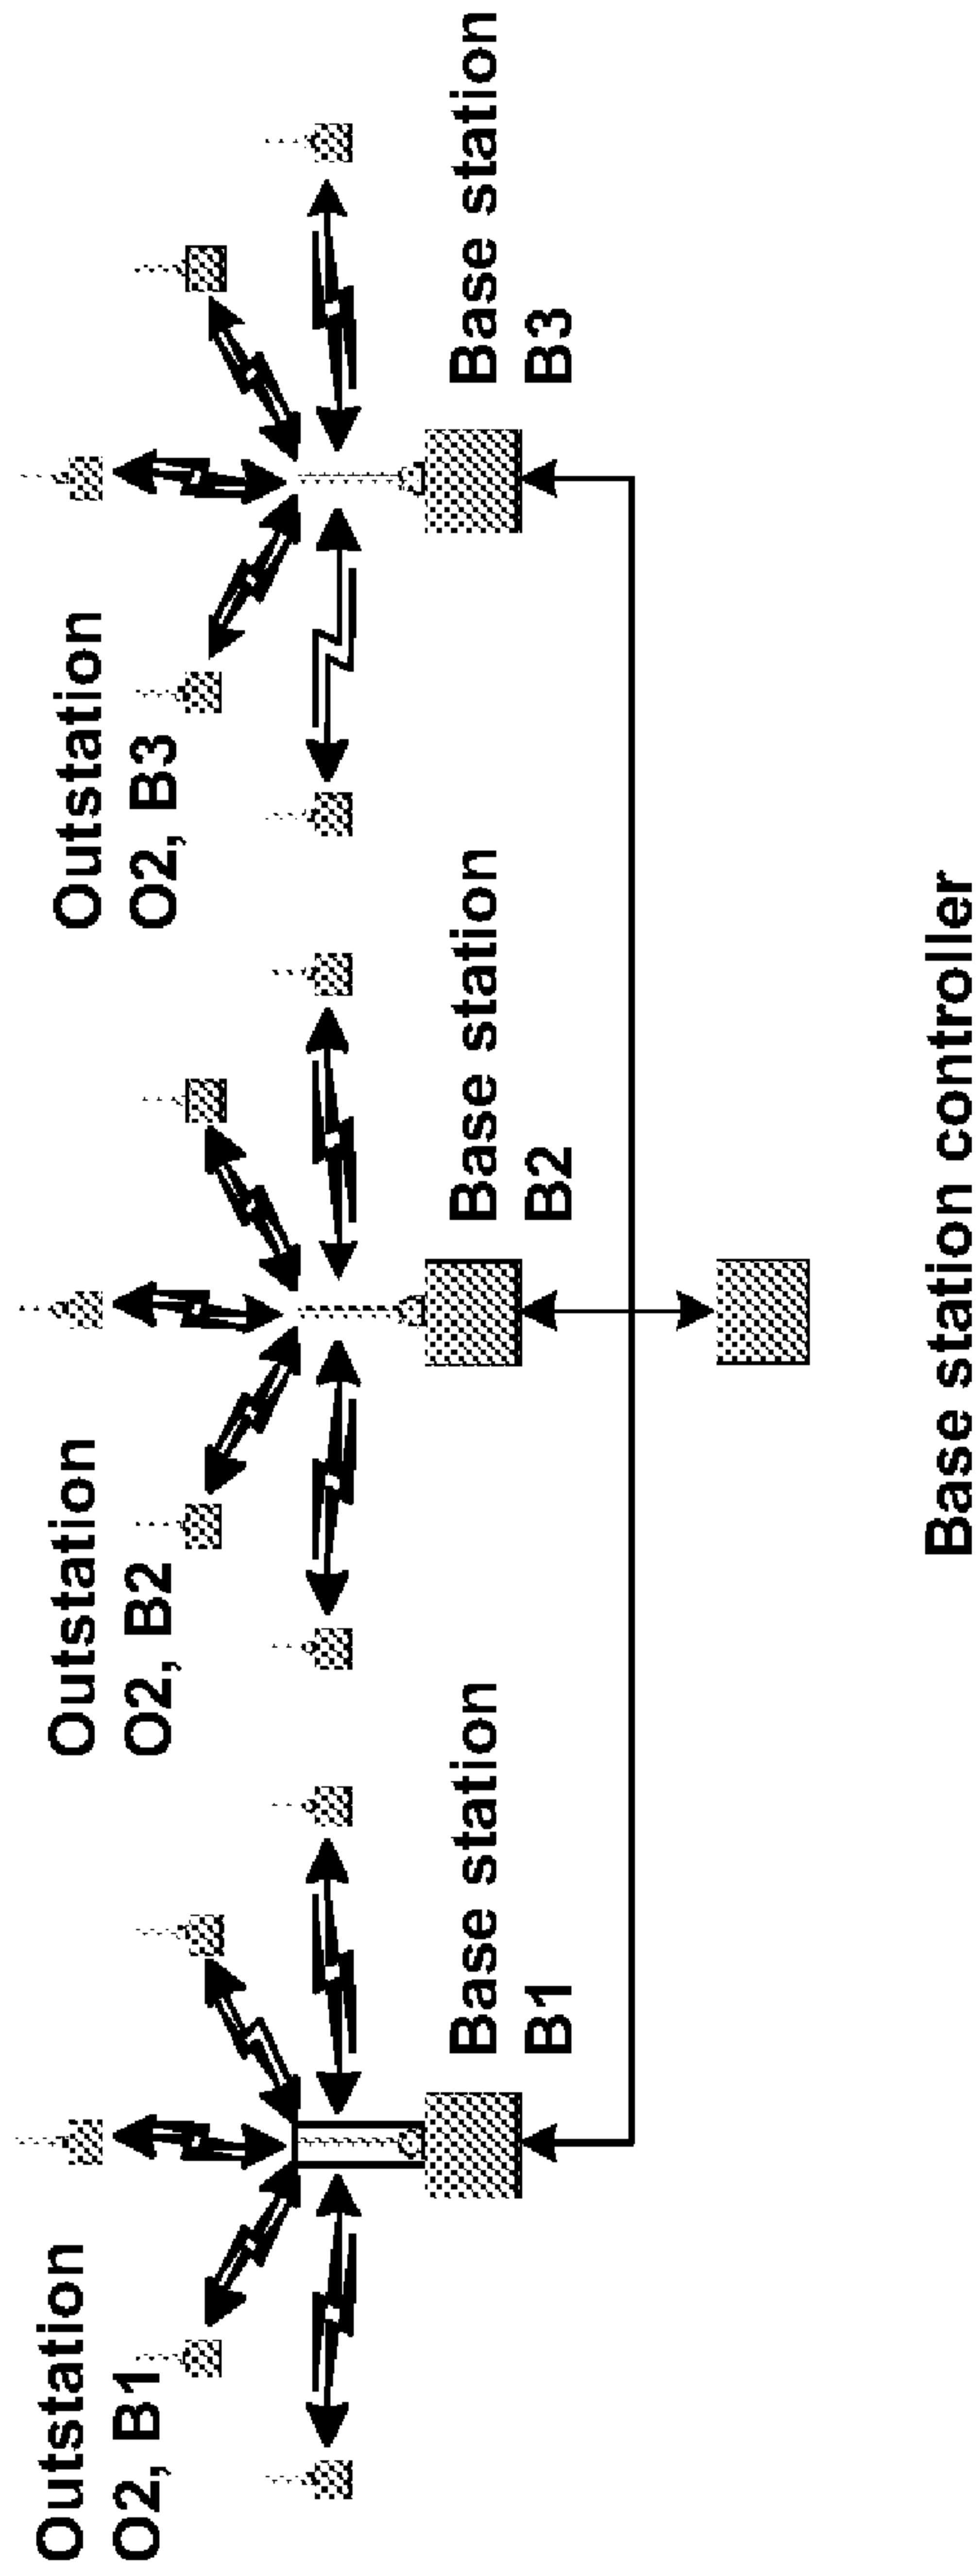 Outstation
O2, B1
Outstation
O2, B2
Outstation
O2, B3
Base station
B1
Base station
B2
Base station
B3
Base station controller